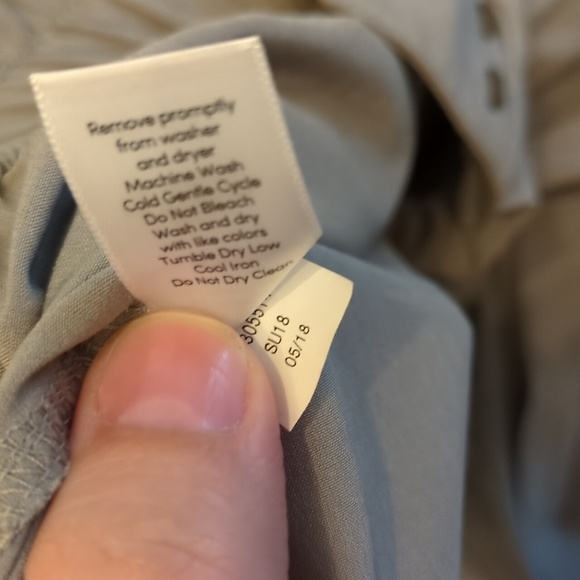 Remove promptly
from washer
and dryer
Machine Wash
Cold Gentle Cycle
Do Not Bleach
Wash and dry
with like colors
Tumble Dry Low
Cool Iron
Do Not Dry Clean
SU18
05/18